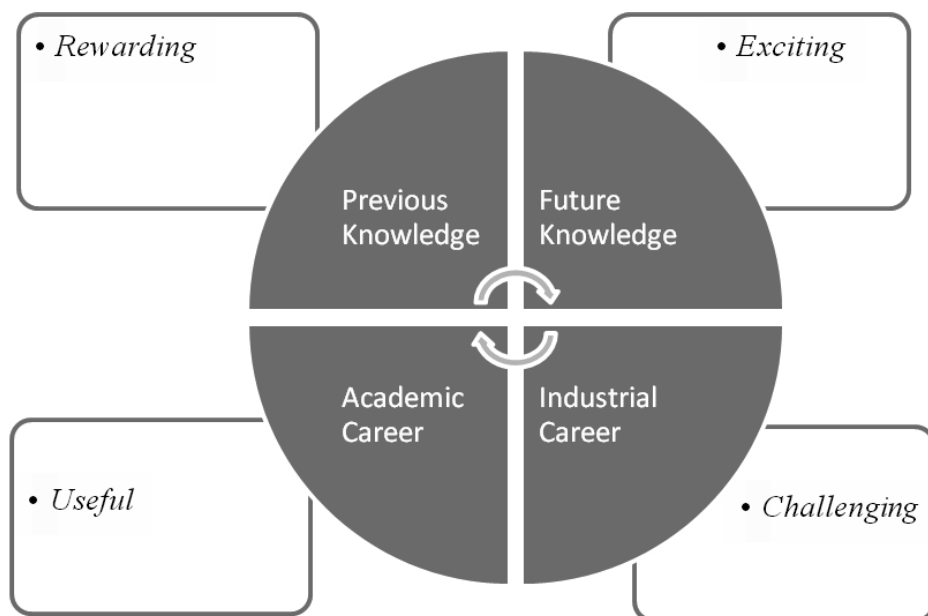 • Rewarding
• Exciting
Previous
Knowledge
Future
Knowledge
Academic
Career
Industrial
Career
• Useful
• Challenging